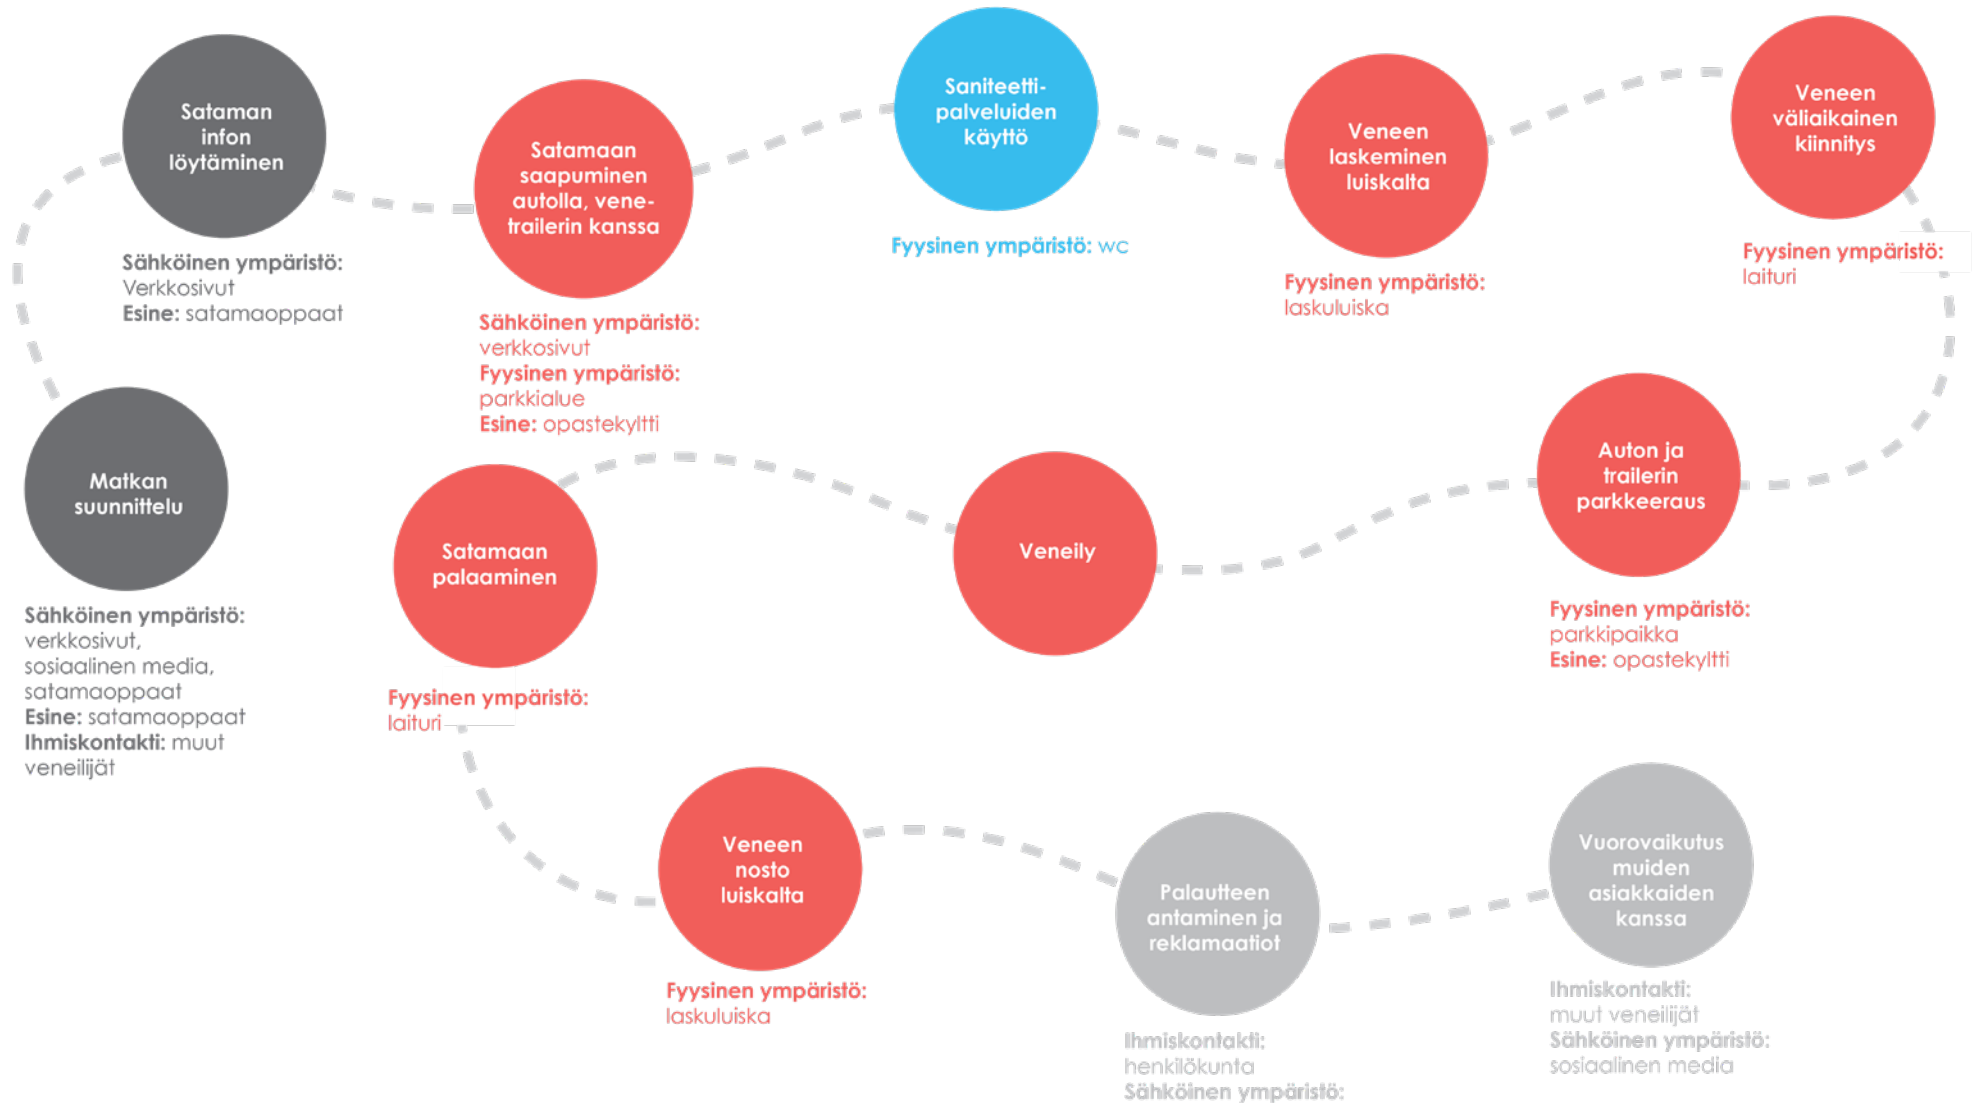 Matkan
suunnittelu
Sähköinen ympäristö:
verkkosivut,
sosiaalinen media,
satamaoppaat
Esine: satamaoppaat
Ihmiskontakti: muut
veneilijät
Sataman
infon
löytäminen
Sähköinen ympäristö:
Verkkosivut
Esine: satamaoppaat
Satamaan
saapuminen
autolla, vene-
trailerin kanssa
Sähköinen ympäristö:
verkkosivut
Fyysinen ympäristö:
parkkialue
Esine: opastekyltti
Saniteetti-
palveluiden
käyttö
Fyysinen ympäristö: wc
Veneen
laskeminen
luiskalta
Fyysinen ympäristö:
laskuluiska
Veneen
väliaikainen
kiinnitys
Fyysinen ympäristö:
laituri
Auton ja
trailerin
parkkeeraus
Fyysinen ympäristö:
parkkipaikka
Esine: opastekyltti
Veneily
Satamaan
palaaminen
Fyysinen ympäristö:
laituri
Veneen
nosto
luiskalta
Fyysinen ympäristö:
laskuluiska
Palautteen
antaminen ja
reklamaatiot
Ihmiskontakti:
henkilökunta
Sähköinen ympäristö:
Vuorovaikutus
muiden
asiakkaiden
kanssa
Ihmiskontakti:
muut veneilijät
Sähköinen ympäristö:
sosiaalinen media